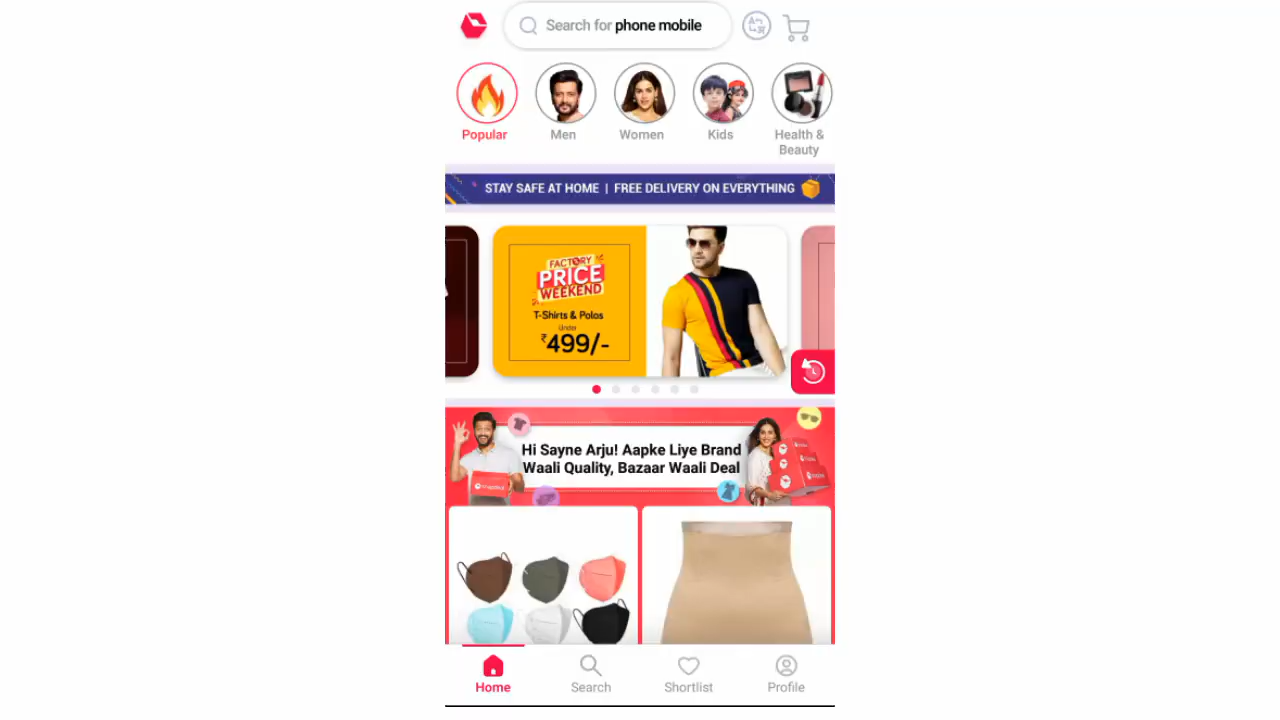 Search for phone mobile
Popular
Men
Women
Kids
Health &
Beauty
STAY SAFE AT HOME | FREE DELIVERY ON EVERYTHING
FACTORY
PRICE
WEEKEND
T-Shirts & Polos
Under
₹499/-
Hi Sayne Arju! Aapke Liye Brand
Waali Quality, Bazaar Waali Deal
Home
Search
Shortlist
Profile